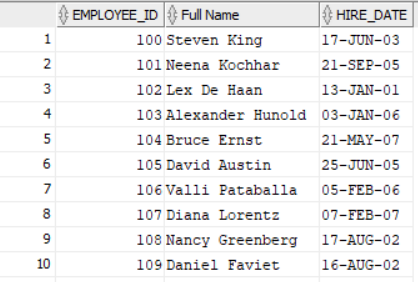 EMPLOYEE_ID Full Name HIRE_DATE
1 100 Steven King 17-JUN-03
2 101 Neena Kochhar 21-SEP-05
3 102 Lex De Haan 13-JAN-01
4 103 Alexander Hunold 03-JAN-06
5 104 Bruce Ernst 21-MAY-07
6 105 David Austin 25-JUN-05
7 106 Valli Pataballa 05-FEB-06
8 107 Diana Lorentz 07-FEB-07
9 108 Nancy Greenberg 17-AUG-02
10 109 Daniel Faviet 16-AUG-02